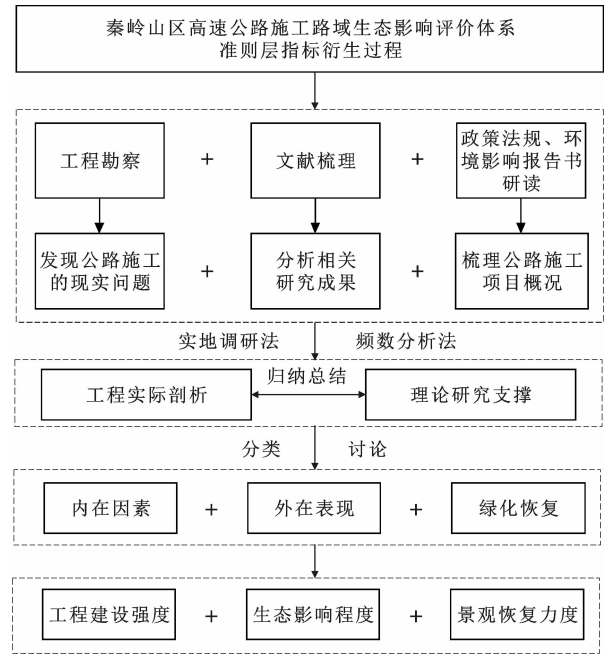 秦岭山区高速公路施工路域生态影响评价体系
准则层指标衍生过程
工程勘察 + 文献梳理 + 政策法规、环
境影响报告书
研读
发现公路施工
的现实问题
+
分析相关
研究成果
+
梳理公路施工
项目概况
实地调研法 频数分析法
工程实际剖析 归纳总结 理论研究支撑
分类 讨论
内在因素 + 外在表现 + 绿化恢复
工程建设强度 + 生态影响程度 + 景观恢复力度